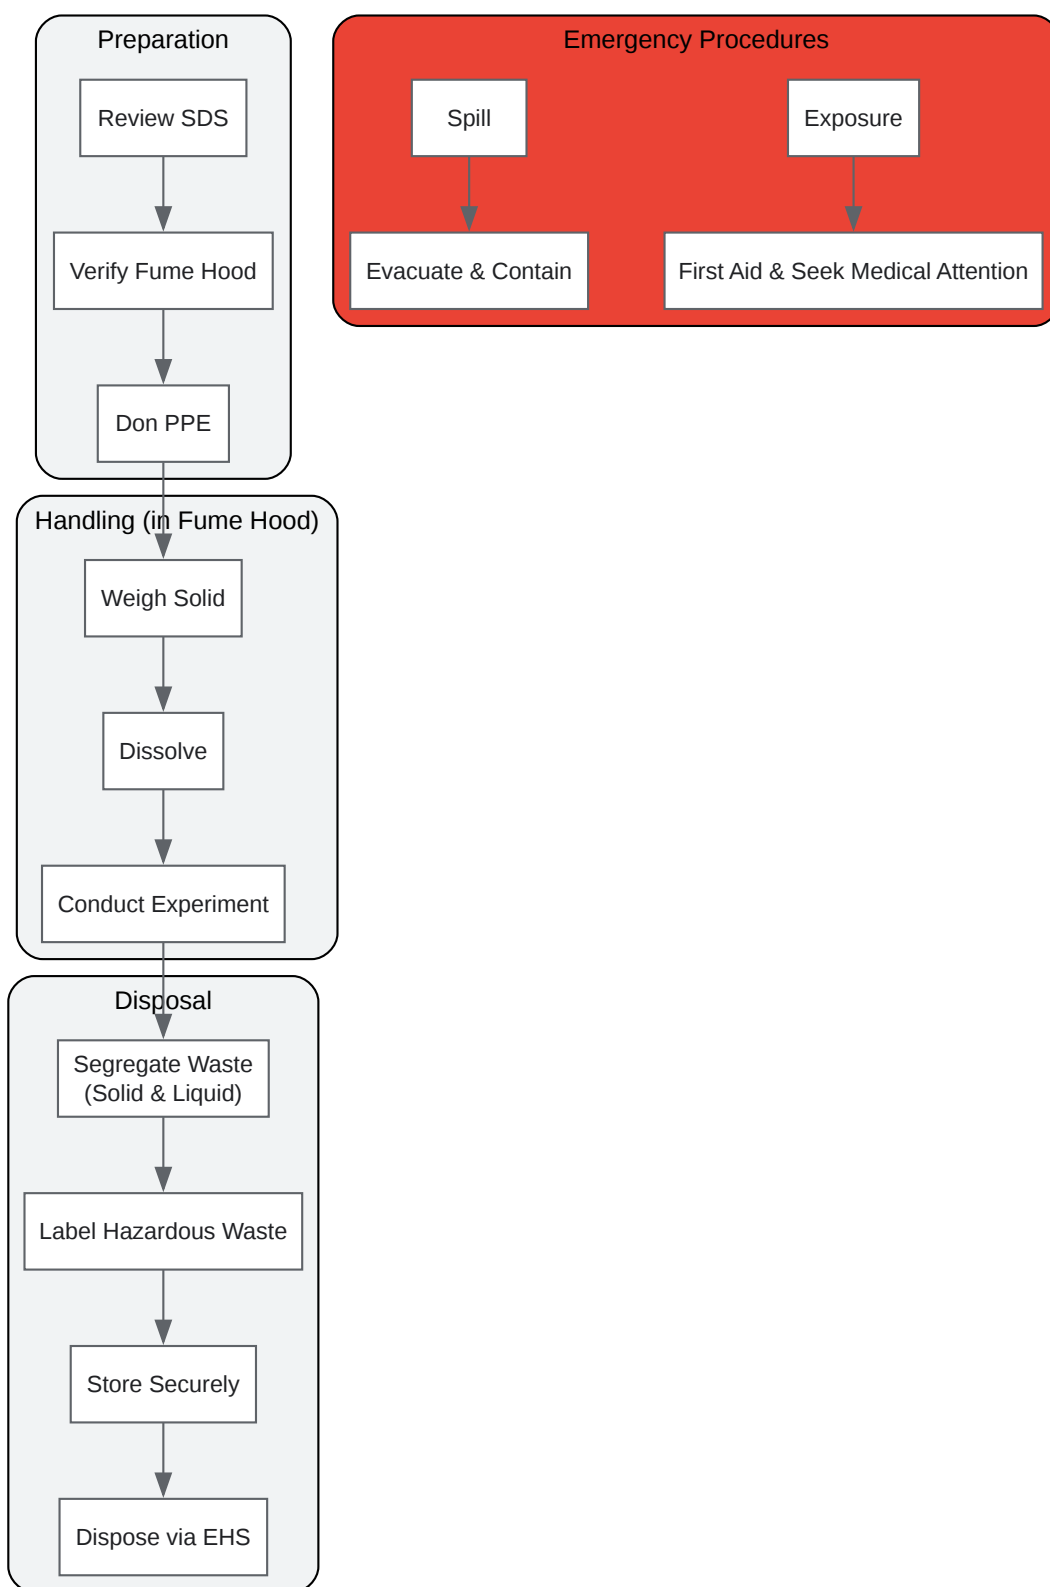 Preparation
Review SDS
Verify Fume Hood
Don PPE
Handling (in Fume Hood)
Weigh Solid
Dissolve
Conduct Experiment
Disposal
Segregate Waste
(Solid & Liquid)
Label Hazardous Waste
Store Securely
Dispose via EHS
Emergency Procedures
Spill
Evacuate & Contain
Exposure
First Aid & Seek Medical Attention